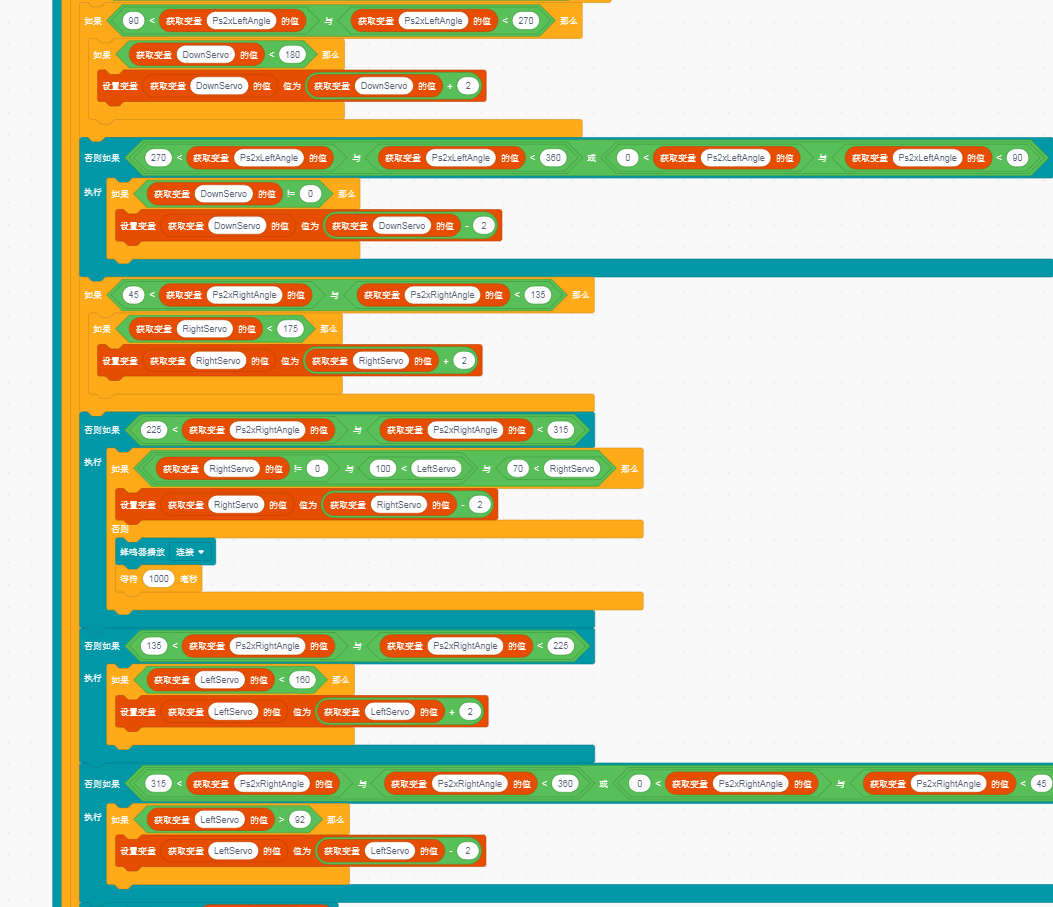 如果 90 < 获取变量 Ps2xLeftAngle 的值 与 获取变量 Ps2xLeftAngle 的值 < 270 那么
如果 获取变量 DownServo 的值 < 180 那么
设置变量 获取变量 DownServo 的值 值为 获取变量 DownServo 的值 + 2
否则如果 270 < 获取变量 Ps2xLeftAngle 的值 与 获取变量 Ps2xLeftAngle 的值 < 360 或 0 < 获取变量 Ps2xLeftAngle 的值 与 获取变量 Ps2xLeftAngle 的值 < 90
执行 如果 获取变量 DownServo 的值 != 0 那么
设置变量 获取变量 DownServo 的值 值为 获取变量 DownServo 的值 - 2
如果 45 < 获取变量 Ps2xRightAngle 的值 与 获取变量 Ps2xRightAngle 的值 < 135 那么
如果 获取变量 RightServo 的值 < 175 那么
设置变量 获取变量 RightServo 的值 值为 获取变量 RightServo 的值 + 2
否则如果 225 < 获取变量 Ps2xRightAngle 的值 与 获取变量 Ps2xRightAngle 的值 < 315
执行 如果 获取变量 RightServo 的值 != 0 与 100 < LeftServo 与 70 < RightServo 那么
设置变量 获取变量 RightServo 的值 值为 获取变量 RightServo 的值 - 2
否则
蜂鸣器播放 连接
等待 1000 毫秒
否则如果 135 < 获取变量 Ps2xRightAngle 的值 与 获取变量 Ps2xRightAngle 的值 < 225
执行 如果 获取变量 LeftServo 的值 < 160 那么
设置变量 获取变量 LeftServo 的值 值为 获取变量 LeftServo 的值 + 2
否则如果 315 < 获取变量 Ps2xRightAngle 的值 与 获取变量 Ps2xRightAngle 的值 < 360 或 0 < 获取变量 Ps2xRightAngle 的值 与 获取变量 Ps2xRightAngle 的值 < 45
执行 如果 获取变量 LeftServo 的值 > 92 那么
设置变量 获取变量 LeftServo 的值 值为 获取变量 LeftServo 的值 - 2